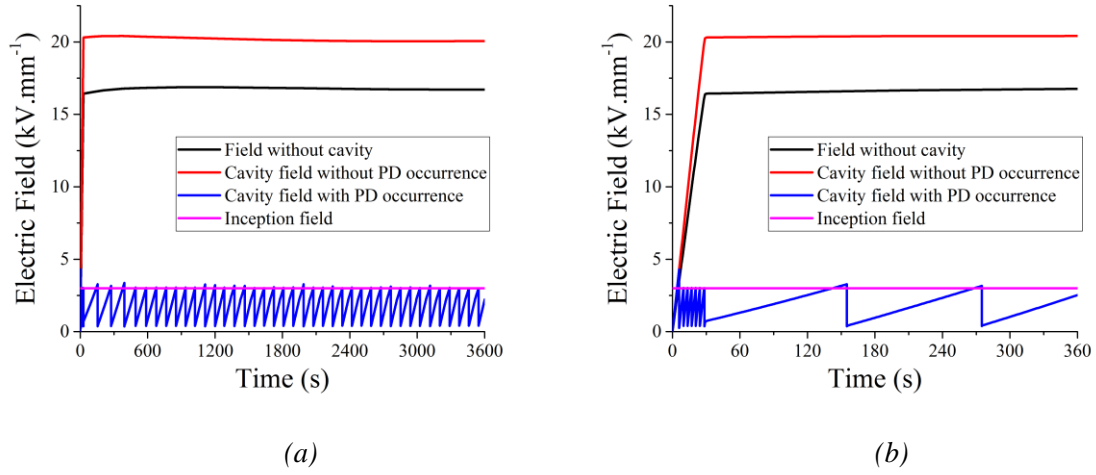 Electric Field (kV.mm⁻¹)
20
15
10
5
0
Field without cavity
Cavity field without PD occurrence
Cavity field with PD occurrence
Inception field
0 600 1200 1800 2400 3000 3600
Time (s)
(a)
Electric Field (kV.mm⁻¹)
20
15
10
5
0
Field without cavity
Cavity field without PD occurrence
Cavity field with PD occurrence
Inception field
0 60 120 180 240 300 360
Time (s)
(b)